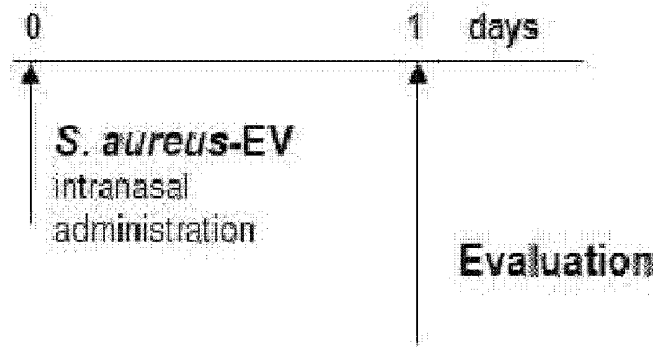 0 1 days
S. aureus-EV
intranasal
administration
Evaluation